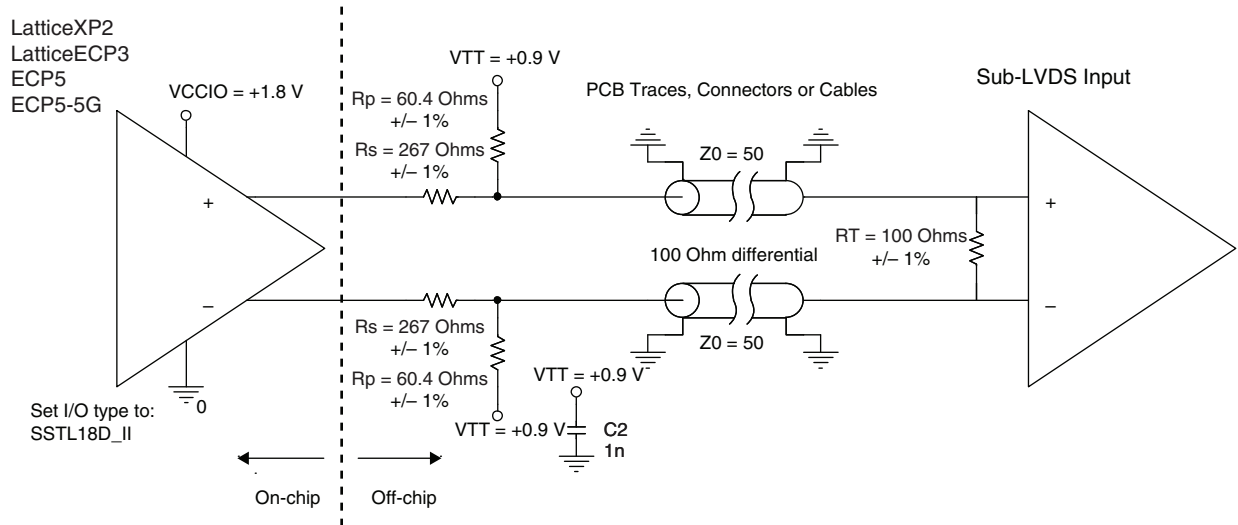 LatticeXP2
LatticeECP3
ECP5
ECP5-5G
VCCIO = +1.8 V
VTT = +0.9 V
Rp = 60.4 Ohms
+/– 1%
Rs = 267 Ohms
+/– 1%
PCB Traces, Connectors or Cables
Sub-LVDS Input
Z0 = 50
+
+
RT = 100 Ohms
+/– 1%
100 Ohm differential
–
–
Rs = 267 Ohms
+/– 1%
Rp = 60.4 Ohms
+/– 1%
Z0 = 50
VTT = +0.9 V
VTT = +0.9 V
C2
1n
0
Set I/O type to:
SSTL18D_II
On-chip
Off-chip